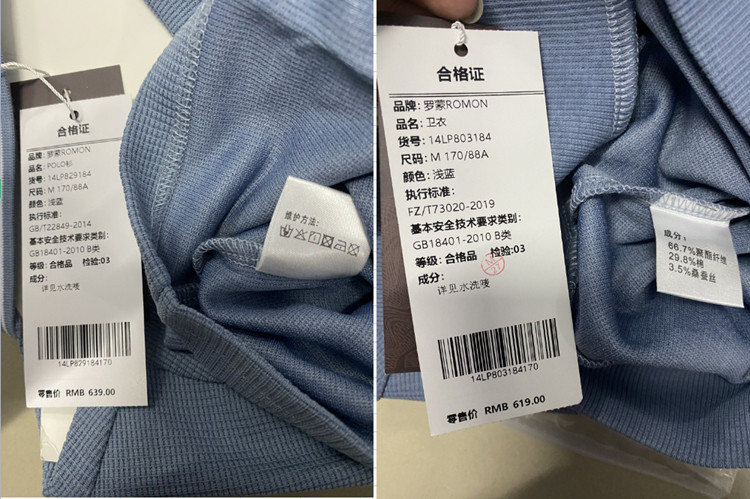 合格证
品牌: 罗蒙ROMON
品名: POLO衫
货号: 14LP829184
尺码: M 170/88A
颜色: 浅蓝
执行标准:
GB/T22849-2014
基本安全技术要求类别:
GB18401-2010 B类
等级: 合格品 检验:03
成分:
详见水洗唛
14LP829184170
零售价 RMB 639.00
维护方法:
合格证
品牌: 罗蒙ROMON
品名: 卫衣
货号: 14LP803184
尺码: M 170/88A
颜色: 浅蓝
执行标准:
FZ/T73020-2019
基本安全技术要求类别:
GB18401-2010 B类
等级: 合格品 检验:03
成分:
详见水洗唛
14LP803184170
零售价 RMB 619.00
成分:
66.7%聚酯纤维
29.8%棉
3.5%桑蚕丝